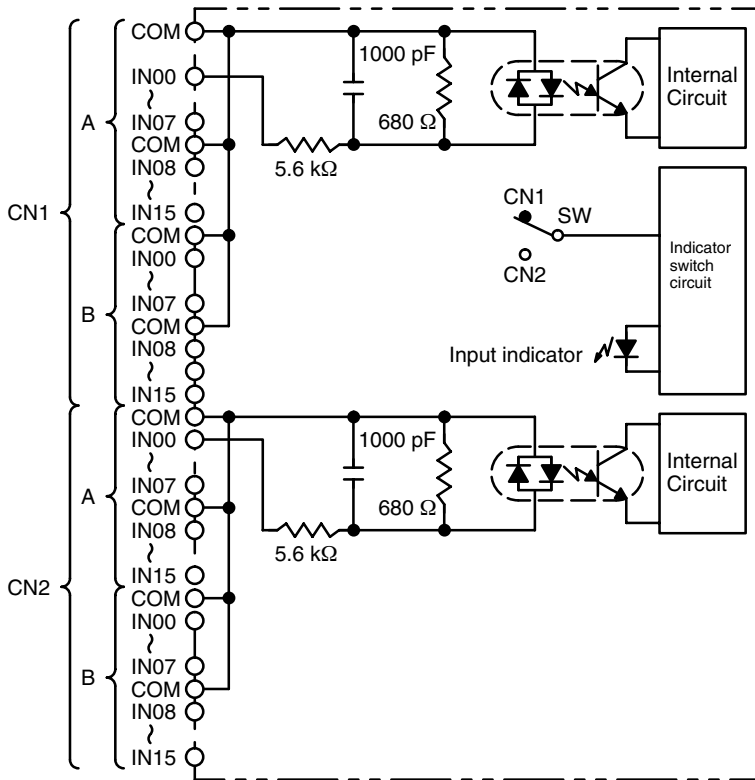 CN1
A
COM
IN00
~
IN07
COM
IN08
~
IN15
B
COM
IN00
~
IN07
COM
IN08
~
IN15
1000 pF
680 Ω
5.6 kΩ
Internal
Circuit
CN1
SW
CN2
Indicator
switch
circuit
Input indicator
CN2
A
COM
IN00
~
IN07
COM
IN08
~
IN15
B
COM
IN00
~
IN07
COM
IN08
~
IN15
1000 pF
680 Ω
5.6 kΩ
Internal
Circuit